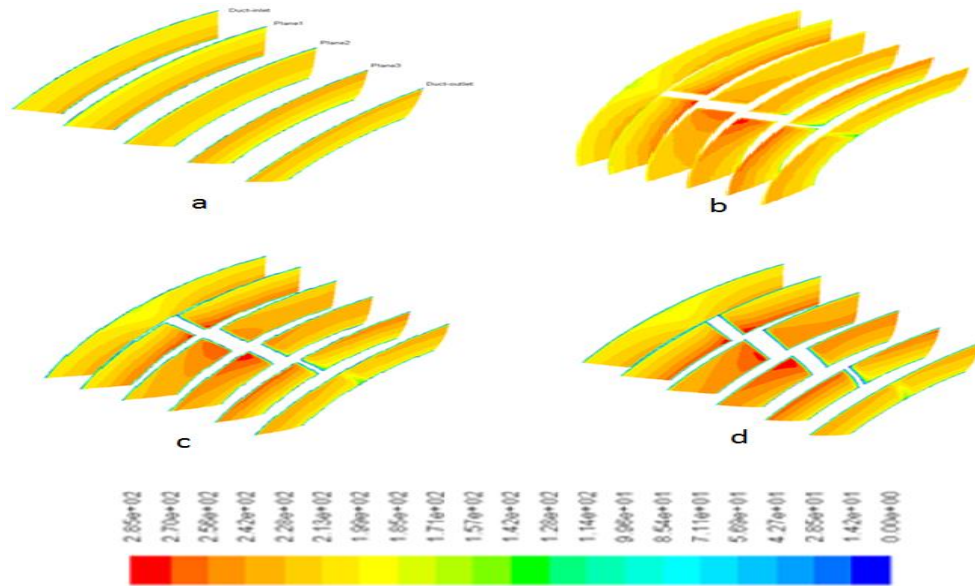 Duct-inlet
Plane1
Plane2
Plane3
Duct-outlet
a
b
c
d
2.85e+02
2.70e+02
2.56e+02
2.42e+02
2.28e+02
2.13e+02
1.99e+02
1.85e+02
1.71e+02
1.57e+02
1.42e+02
1.28e+02
1.14e+02
9.96e+01
8.54e+01
7.11e+01
5.69e+01
4.27e+01
2.85e+01
1.42e+01
0.00e+00